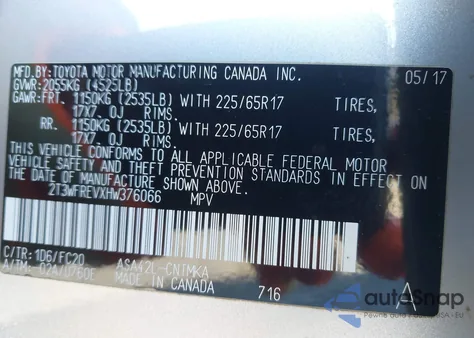 MFD.BY:TOYOTA MOTOR MANUFACTURING CANADA INC. 05/17
GVWR:2055KG (4525LB)
GAWR:FRT. 1150KG (2535LB) WITH 225/65R17 TIRES,
17X7.0J RIMS.
RR. 1150KG (2535LB) WITH 225/65R17 TIRES,
17X7.0J RIMS.
THIS VEHICLE CONFORMS TO ALL APPLICABLE FEDERAL MOTOR
VEHICLE SAFETY AND THEFT PREVENTION STANDARDS IN EFFECT ON
THE DATE OF MANUFACTURE SHOWN ABOVE.
2T3WFREVXHW376066 MPV
C/TR:1D6/FC20 ASA42L-CNTMKA
A/TM:-02A/U760E MADE IN CANADA 716 A
autoSnap